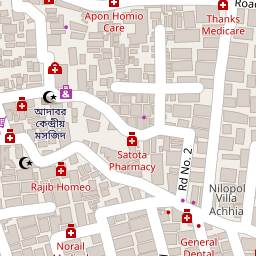 Road
Apon Homio
Care
Thanks
Medicare
আদাবর
কেন্দ্রীয়
মসজিদ
Satota
Pharmacy
Rd No. 2
Rajib Homeo
Nilopol
Villa
Achhia
Norail
General
Dental